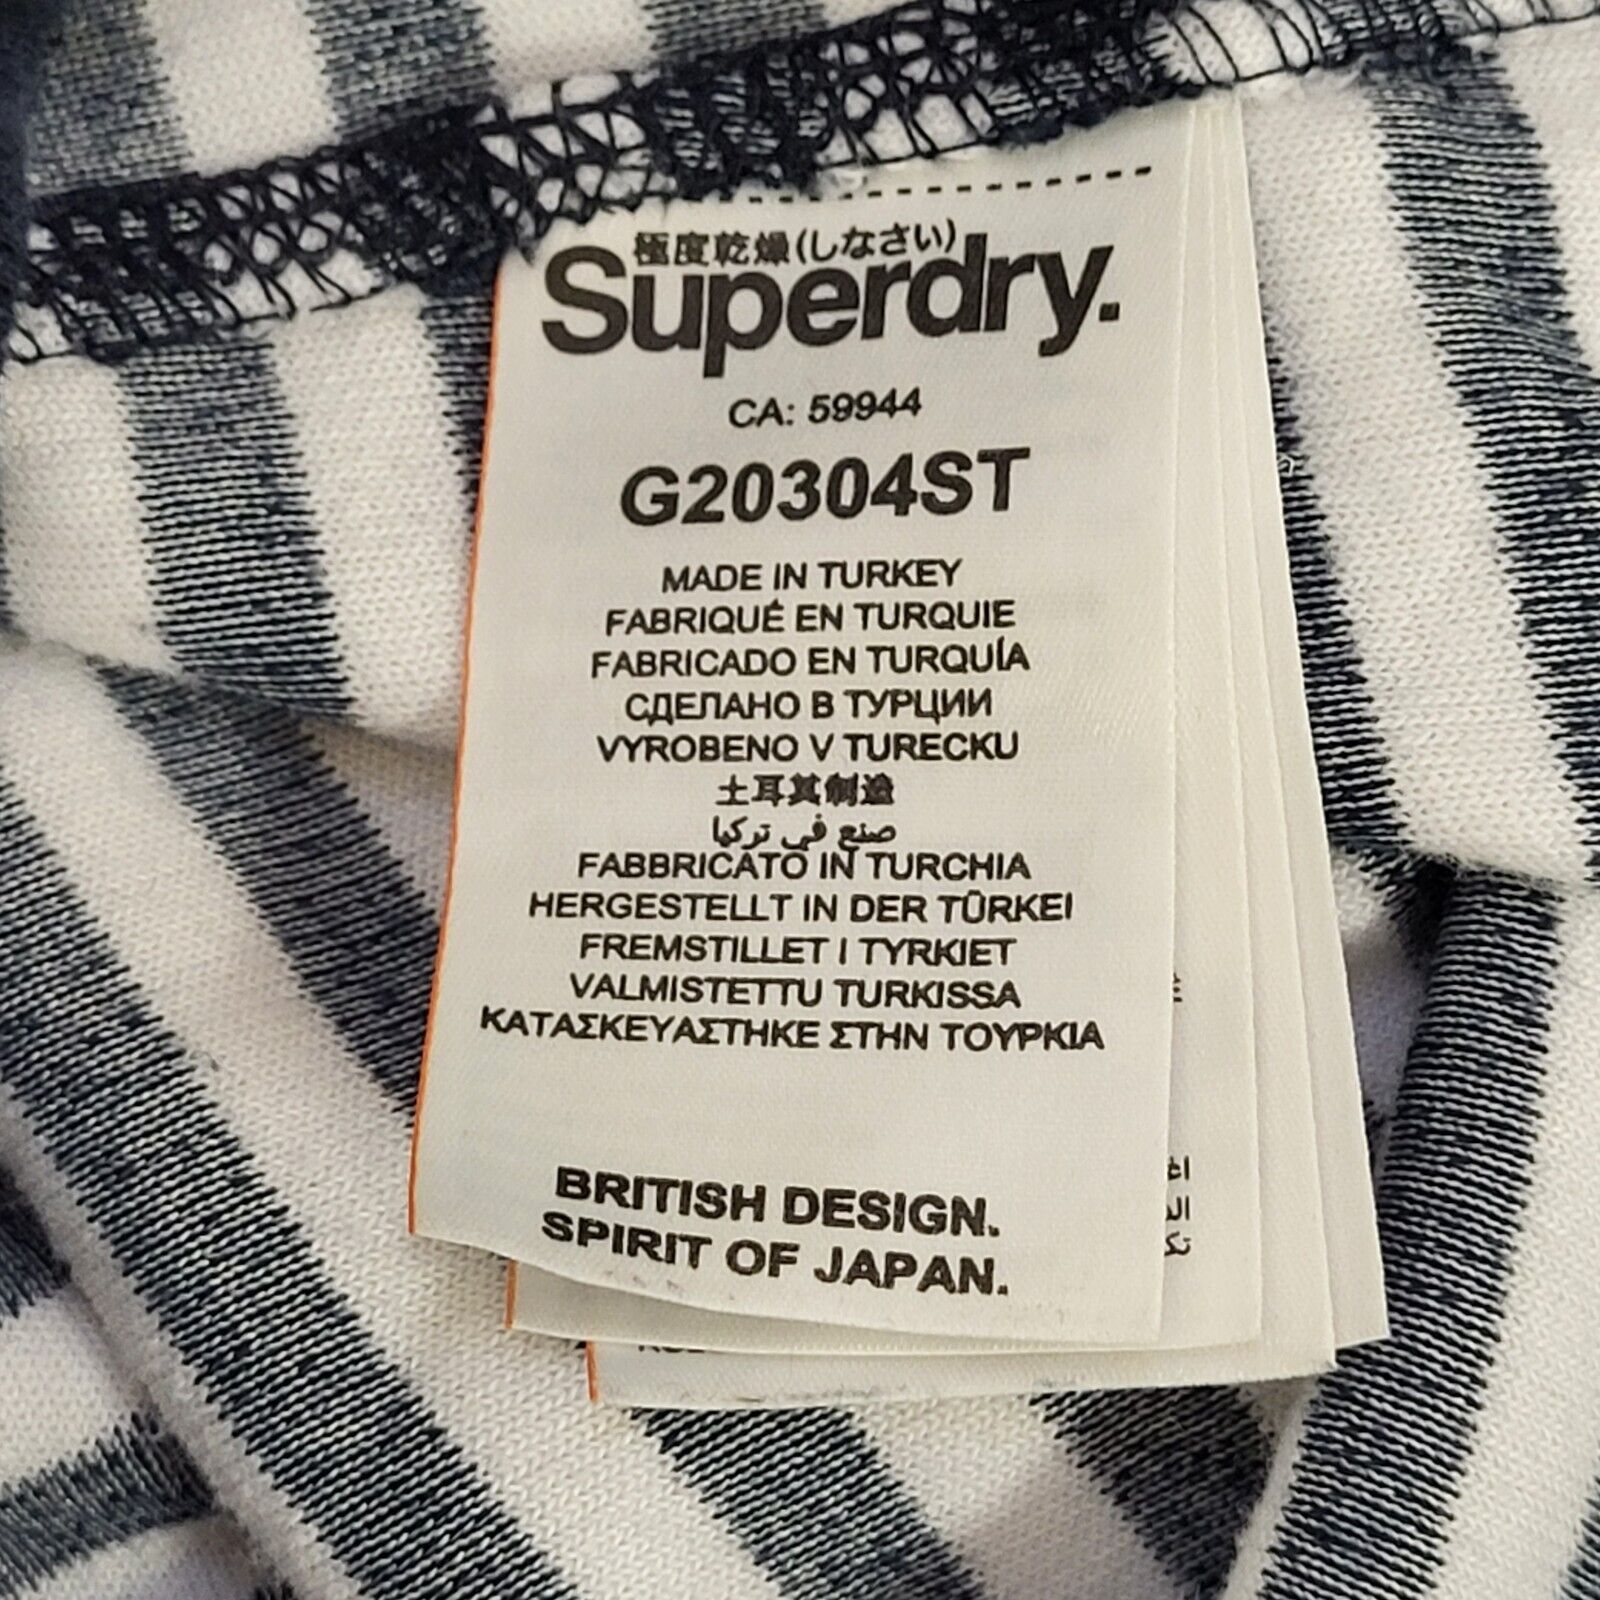 極度乾燥(しなさい)
Superdry.
CA: 59944
G20304ST
MADE IN TURKEY
FABRIQUÉ EN TURQUIE
FABRICADO EN TURQUÍA
СДЕЛАНО В ТУРЦИИ
VYROBENO V TURECKU
土耳其制造
صنع في تركيا
FABBRICATO IN TURCHIA
HERGESTELLT IN DER TÜRKEI
FREMSTILLET I TYRKIET
VALMISTETTU TURKISSA
ΚΑΤΑΣΚΕΥΑΣΤΗΚΕ ΣΤΗΝ ΤΟΥΡΚΙΑ
BRITISH DESIGN.
SPIRIT OF JAPAN.